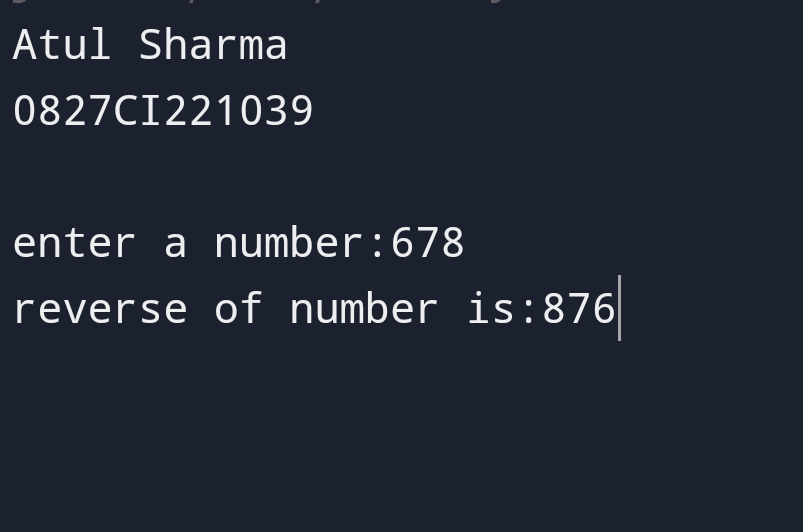 Atul Sharma
0827CI221039
enter a number:678
reverse of number is:876